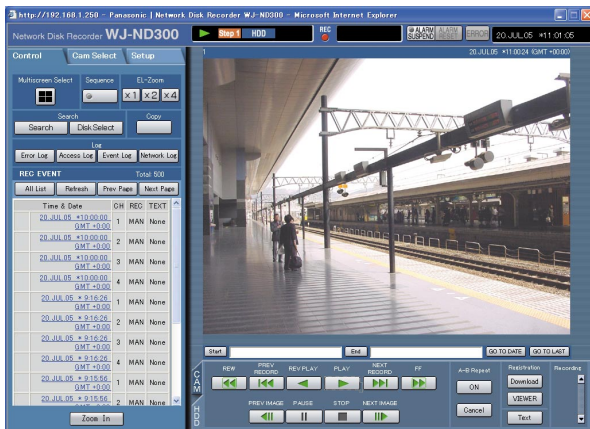 http://192.168.1.250 - Panasonic | Network Disk Recorder WJ-ND300 - Microsoft Internet Explorer
Network Disk Recorder WJ-ND300
Step 1 HDD
REC
ALARM SUSPEND
ALARM RESET
ERROR
20.JUL.05 *11:01:05
Control Cam Select Setup
1
20.JUL.05 *11:00:24 (GMT +00:00)
Multiscreen Select Sequence EL-Zoom
x1 x2 x4
Search Copy
Search Disk Select
Log
Error Log Access Log Event Log Network Log
REC EVENT Total: 500
All List Refresh Prev Page Next Page
Time & Date CH REC TEXT
20.JUL.05 *10:00:00 GMT +0:00 1 MAN None
20.JUL.05 *10:00:00 GMT +0:00 2 MAN None
20.JUL.05 *10:00:00 GMT +0:00 3 MAN None
20.JUL.05 *10:00:00 GMT +0:00 4 MAN None
20.JUL.05 * 9:16:26 GMT +0:00 1 MAN None
20.JUL.05 * 9:16:26 GMT +0:00 2 MAN None
20.JUL.05 * 9:16:26 GMT +0:00 3 MAN None
20.JUL.05 * 9:16:26 GMT +0:00 4 MAN None
20.JUL.05 * 9:15:56 GMT +0:00 1 MAN None
20.JUL.05 * 9:15:56 2 MAN None
Zoom In
Start End GO TO DATE GO TO LAST
CAM
HDD
REW PREV RECORD REV PLAY PLAY NEXT RECORD FF
PREV IMAGE PAUSE STOP NEXT IMAGE
A-B Repeat
ON
Cancel
Registration
Download
VIEWER
Text
Recording